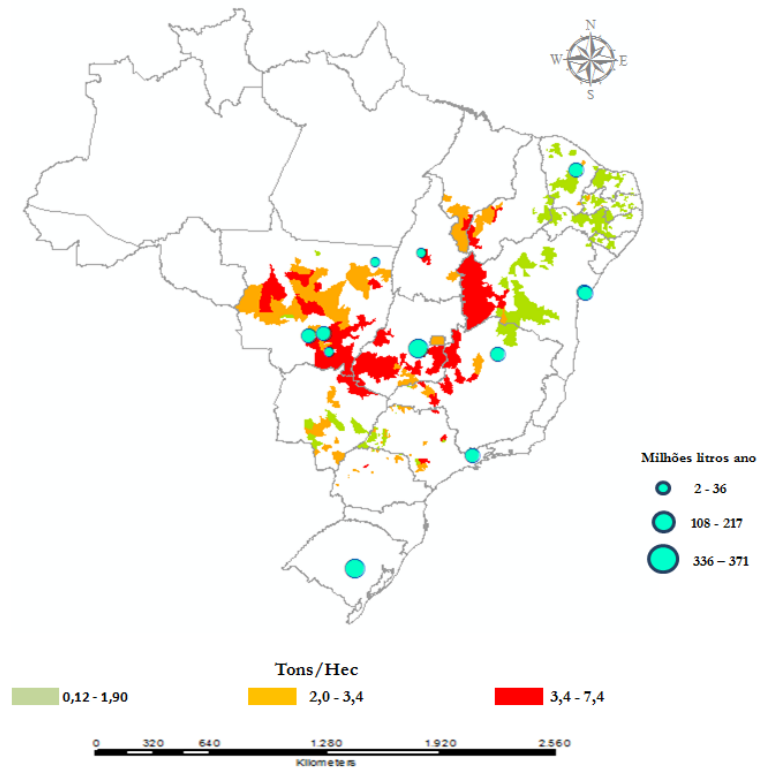 N
W
E
S
Milhões litros ano
2 - 36
108 - 217
336 – 371
Tons/Hec
0,12 - 1,90
2,0 - 3,4
3,4 - 7,4
0 320 640 1.280 1.920 2.560
Kilometers